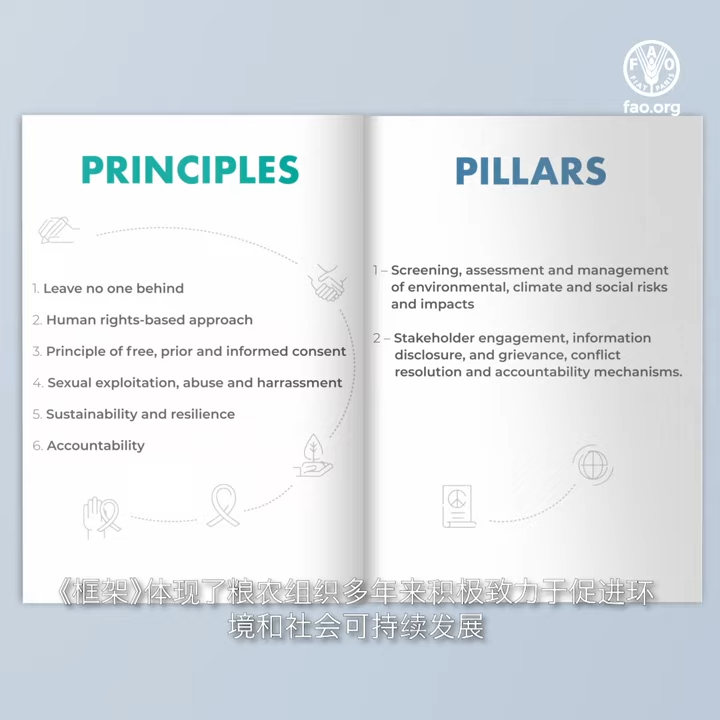 FAO
FIAT PANIS
fao.org
PRINCIPLES
1. Leave no one behind
2. Human rights-based approach
3. Principle of free, prior and informed consent
4. Sexual exploitation, abuse and harrassment
5. Sustainability and resilience
6. Accountability
PILLARS
1 – Screening, assessment and management
of environmental, climate and social risks
and impacts
2 – Stakeholder engagement, information
disclosure, and grievance, conflict
resolution and accountability mechanisms.
《框架》体现了粮农组织多年来积极致力于促进环
境和社会可持续发展